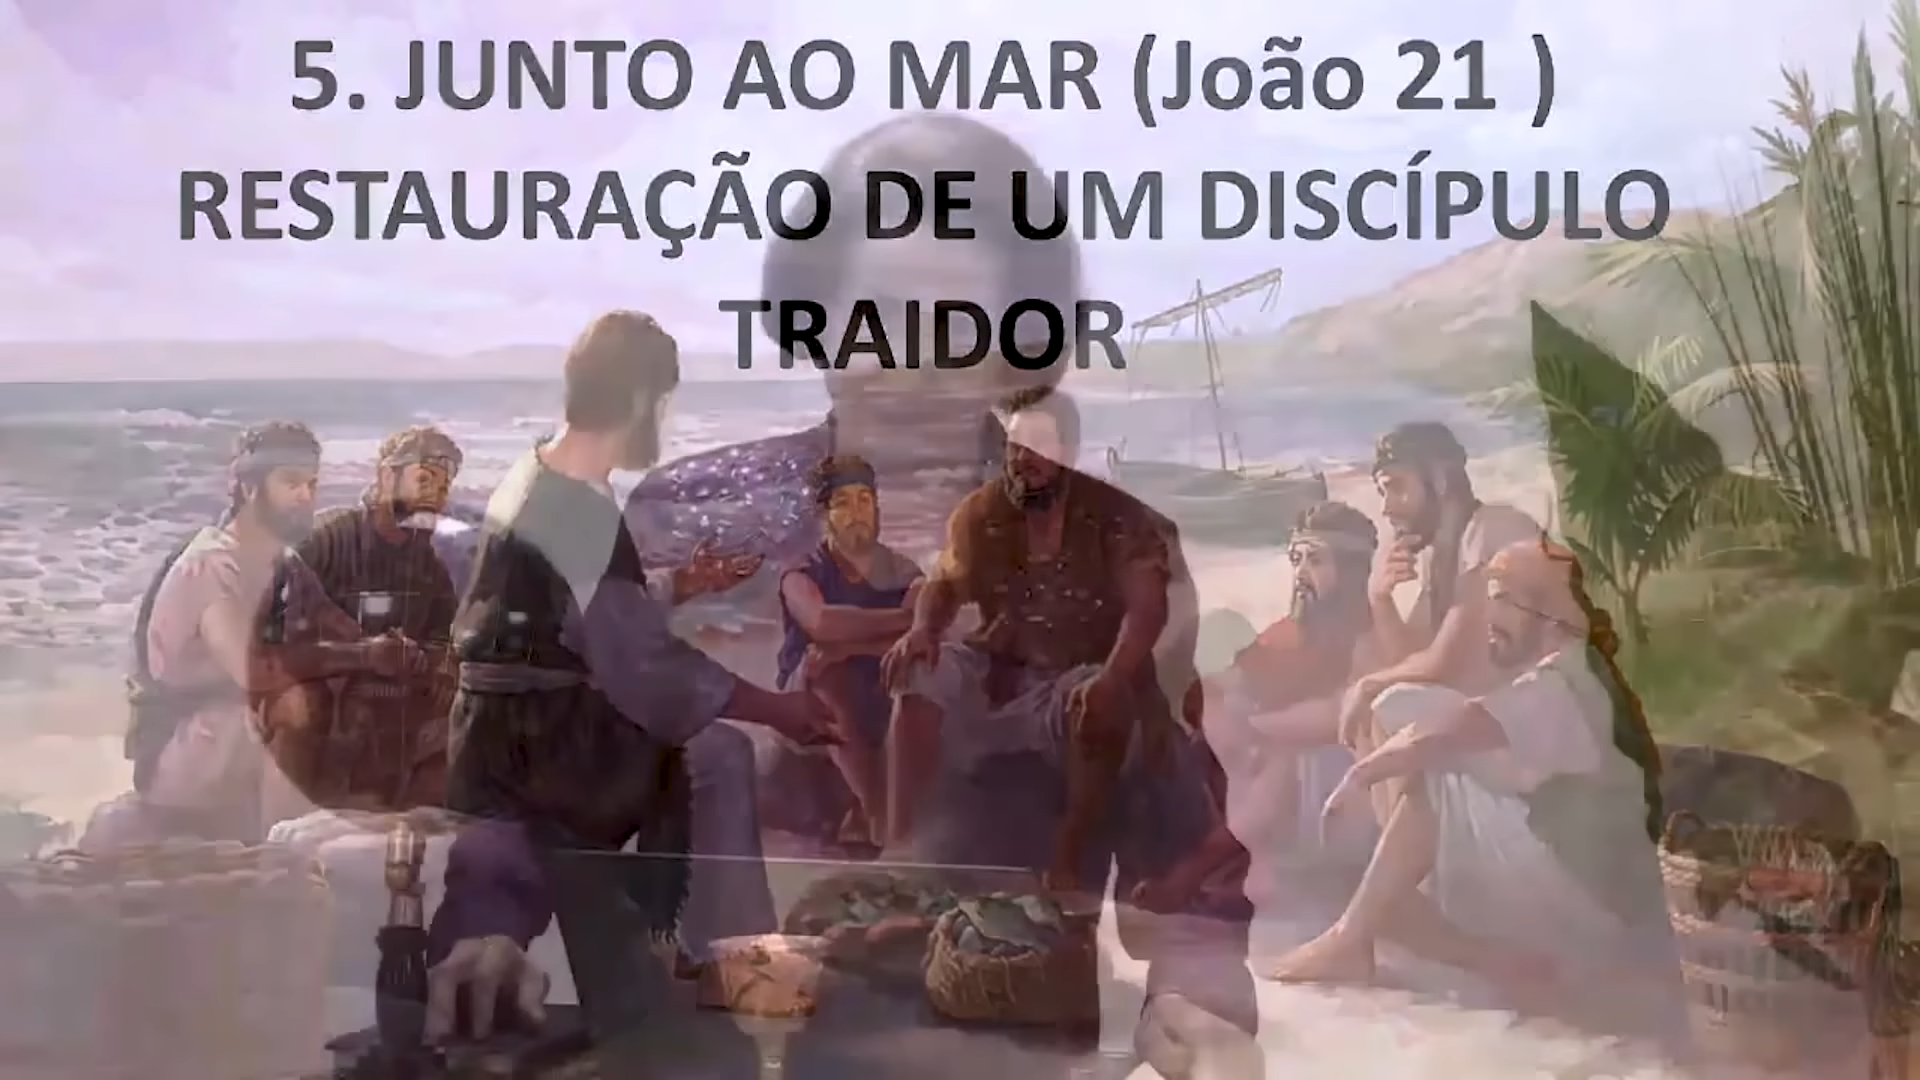 5. JUNTO AO MAR (João 21 )
RESTAURAÇÃO DE UM DISCÍPULO
TRAIDOR